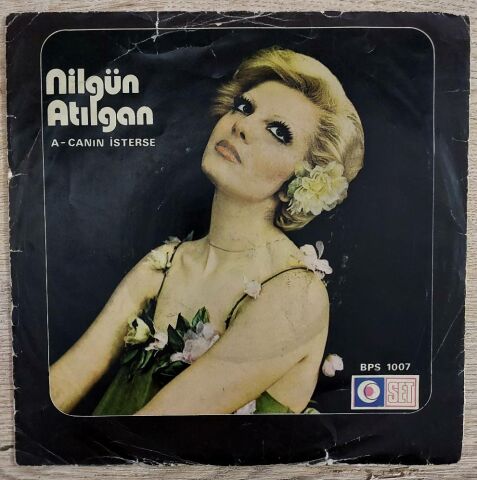 Nilgün
Atılgan
A-CANIN İSTERSE
BPS 1007
SET